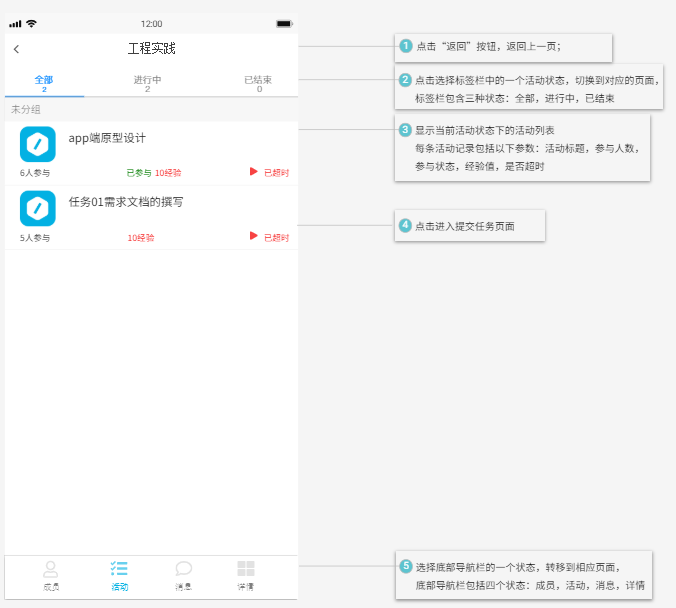 12:00
工程实践
全部
2
进行中
2
已结束
0
未分组
app端原型设计
6人参与
已参与 10经验
已超时
任务01需求文档的撰写
5人参与
10经验
已超时
成员
活动
消息
详情
1 点击“返回”按钮，返回上一页；
2 点击选择标签栏中的一个活动状态，切换到对应的页面，
标签栏包含三种状态：全部，进行中，已结束
3 显示当前活动状态下的活动列表
每条活动记录包括以下参数：活动标题，参与人数，
参与状态，经验值，是否超时
4 点击进入提交任务页面
5 选择底部导航栏的一个状态，转移到相应页面，
底部导航栏包括四个状态：成员，活动，消息，详情